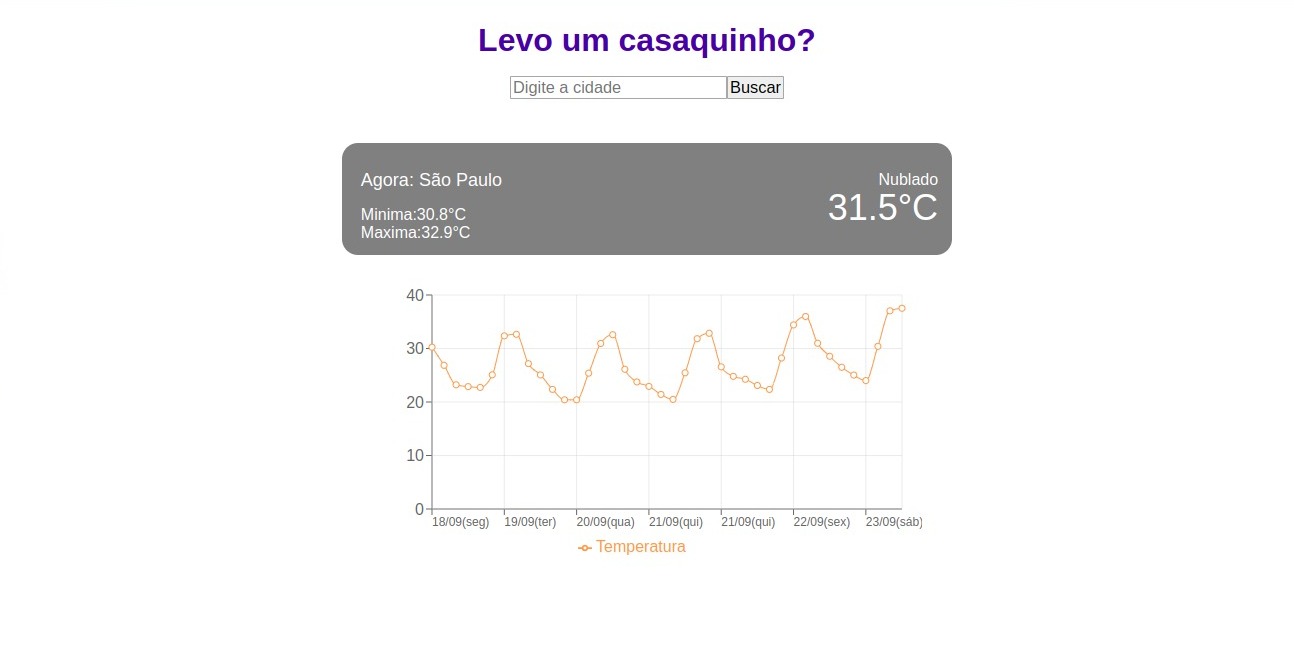 Levo um casaquinho?
Digite a cidade Buscar
Agora: São Paulo
Nublado
31.5°C
Minima:30.8°C
Maxima:32.9°C
40
30
20
10
0
18/09(seg) 19/09(ter) 20/09(qua) 21/09(qui) 21/09(qui) 22/09(sex) 23/09(sáb)
Temperatura